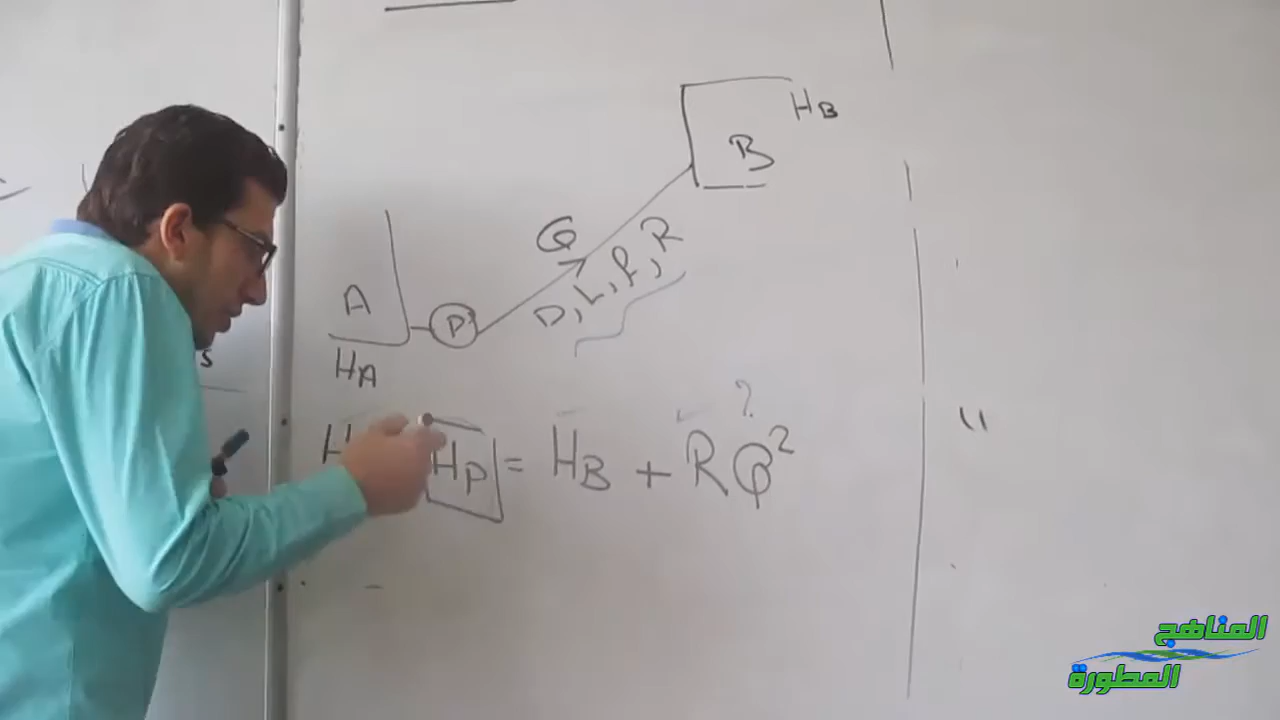 HB
B
Q
D, L, f, R
A
P
HA
H
HP = HB + RQ²
?
s
"
المناهج
المطورة